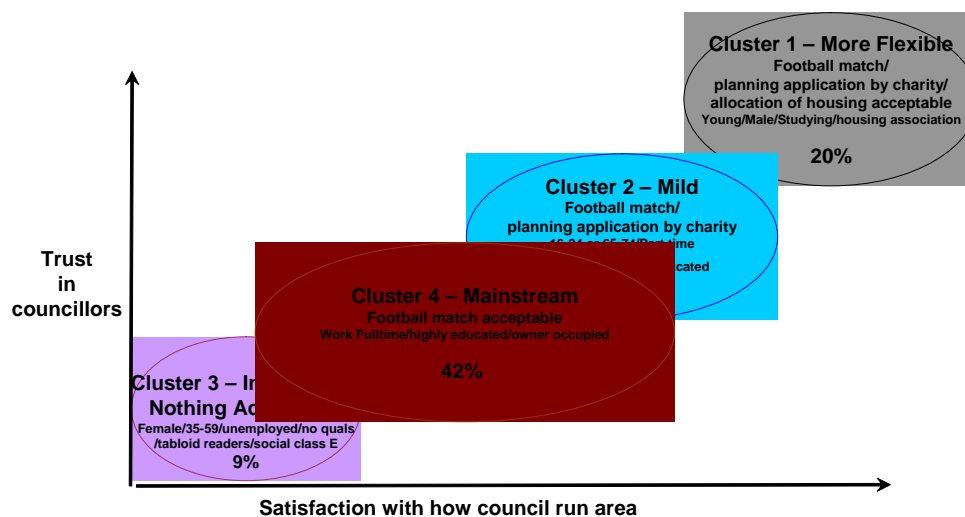 Cluster 1 – More Flexible
Football match/
planning application by charity/
allocation of housing acceptable
Young/Male/Studying/housing association
20%
Cluster 2 – Mild
Football match/
planning application by charity
time
Trust
in
councillors
Cluster 4 – Mainstream
Football match acceptable
Work Fulltime/highly educated/owner occupied
42%
Cluster 3 –
Nothing
Female/35-59/unemployed/no quals
/tabloid readers/social class E
9%
Satisfaction with how council run area